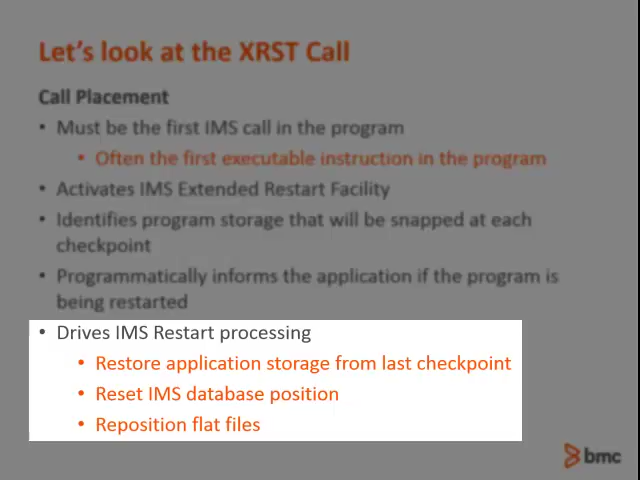 Let's look at the XRST Call
Call Placement
• Must be the first IMS call in the program
• Often the first executable instruction in the program
• Activates IMS Extended Restart Facility
• Identifies program storage that will be snapped at each
checkpoint
• Programmatically informs the application if the program is
being restarted
• Drives IMS Restart processing
• Restore application storage from last checkpoint
• Reset IMS database position
• Reposition flat files
bmc